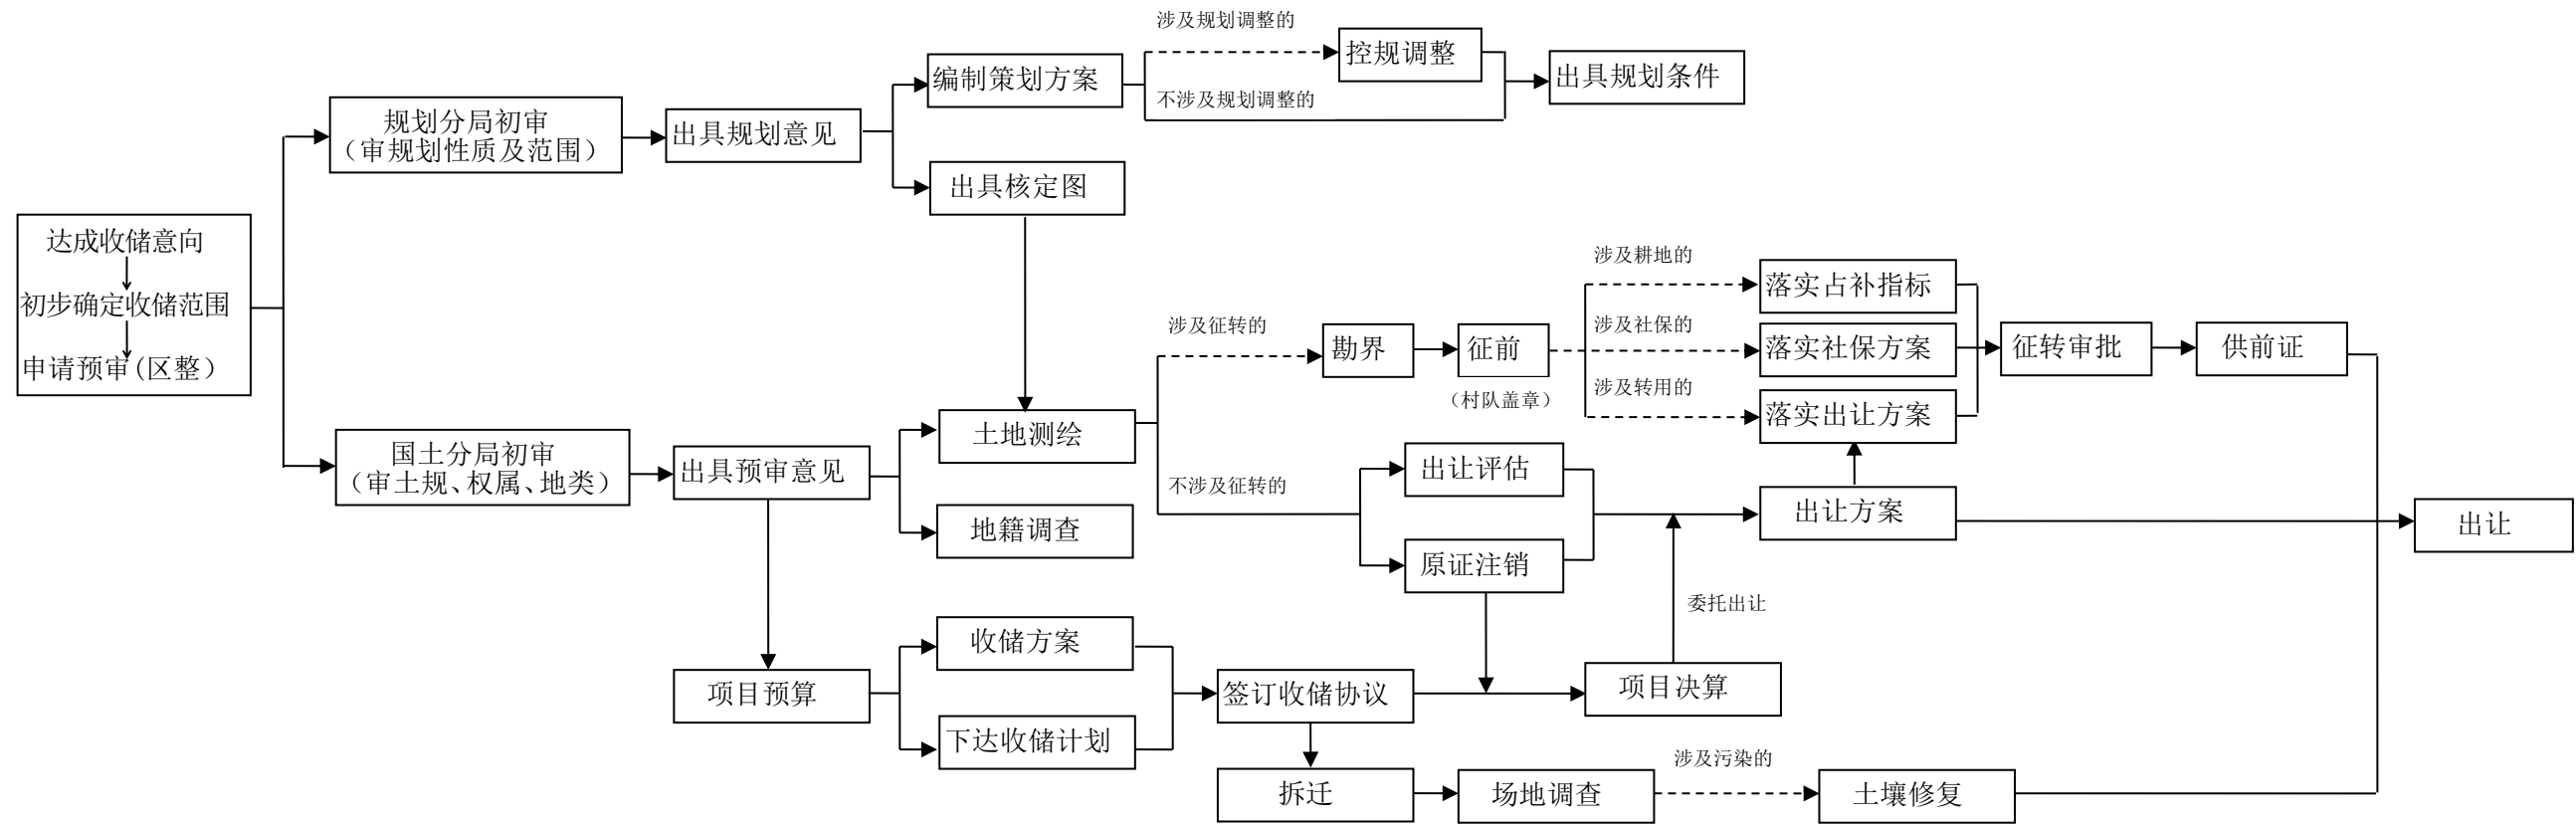 达成收储意向
初步确定收储范围
申请预审(区整)
规划分局初审
（审规划性质及范围）
出具规划意见
编制策划方案
涉及规划调整的
控规调整
不涉及规划调整的
出具规划条件
出具核定图
国土分局初审
（审土规、权属、地类）
出具预审意见
土地测绘
地籍调查
涉及征转的
勘界
征前
（村队盖章）
涉及耕地的
落实占补指标
涉及社保的
落实社保方案
涉及转用的
落实出让方案
征转审批
供前证
不涉及征转的
出让评估
原证注销
出让方案
出让
委托出让
项目预算
收储方案
下达收储计划
签订收储协议
项目决算
拆迁
场地调查
涉及污染的
土壤修复